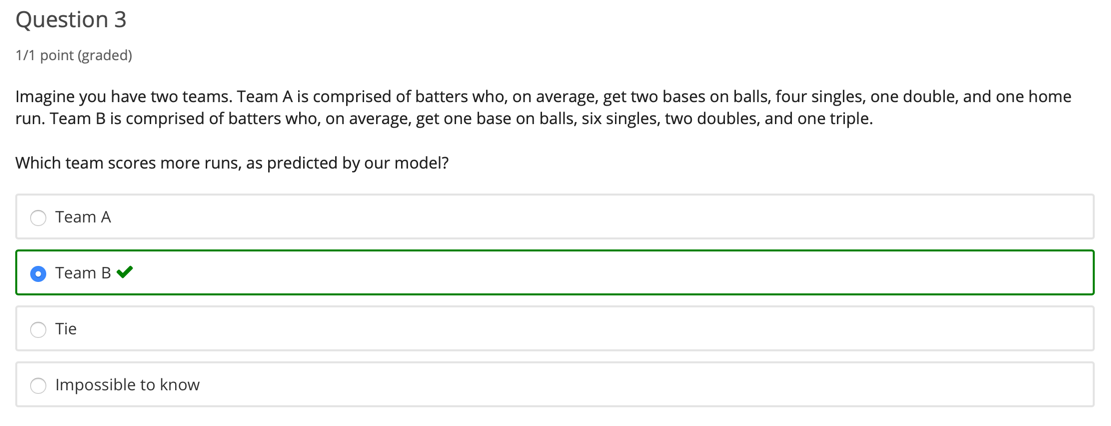 Question 3
1/1 point (graded)
Imagine you have two teams. Team A is comprised of batters who, on average, get two bases on balls, four singles, one double, and one home
run. Team B is comprised of batters who, on average, get one base on balls, six singles, two doubles, and one triple.
Which team scores more runs, as predicted by our model?
Team A
Team B
Tie
Impossible to know